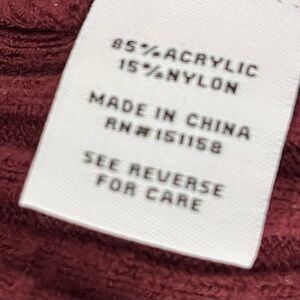 85% ACRYLIC
15% NYLON
MADE IN CHINA
RN#151158
SEE REVERSE
FOR CARE